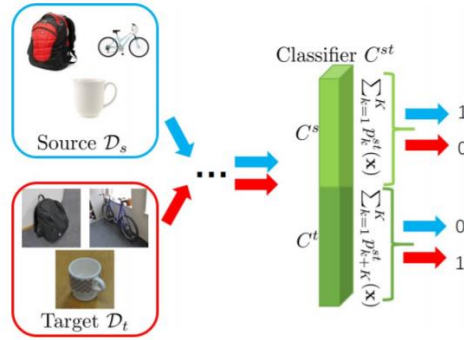 Classifier C^{st}
Source 𝒟_s
C^s
∑_{k=1}^{K} p_k^{st}(𝐱)
1
0
...
C^t
∑_{k=1}^{K} p_{k+K}^{st}(𝐱)
0
1
Target 𝒟_t